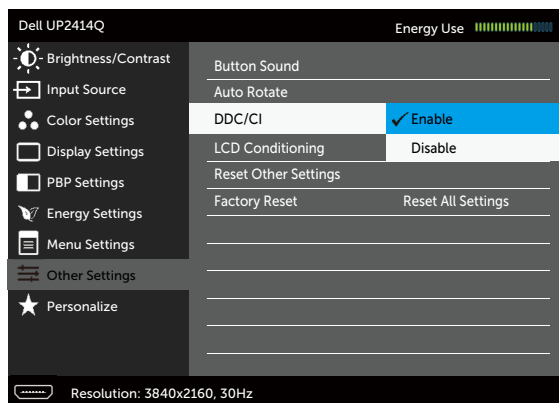 Dell UP2414Q
Energy Use
Brightness/Contrast
Input Source
Color Settings
Display Settings
PBP Settings
Energy Settings
Menu Settings
Other Settings
Personalize
Button Sound
Auto Rotate
DDC/CI
✓ Enable
LCD Conditioning
Disable
Reset Other Settings
Factory Reset
Reset All Settings
Resolution: 3840x2160, 30Hz